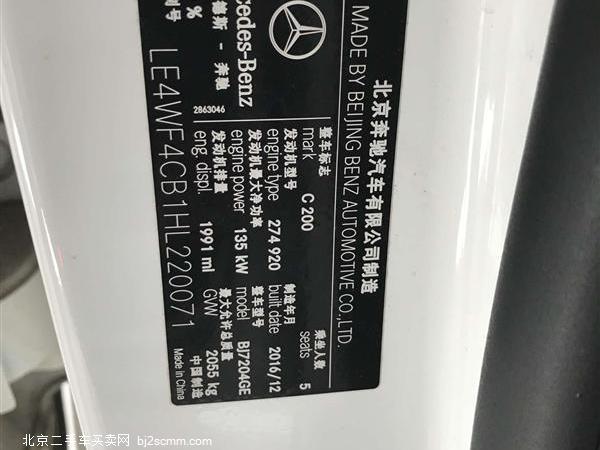 北京奔驰汽车有限公司制造
MADE BY BEIJING BENZ AUTOMOTIVE CO.,LTD.
整车标志
mark C 200
乘坐人数
seats 5
发动机型号
engine type 274 920
制造年月
built date 2016/12
发动机最大净功率
engine power 135 kW
整车型号
model BJ7204GE
发动机排量
eng. displ. 1991 ml
最大允许总质量
GVW 2055 kg
中国制造
Made in China
cedes-Benz
德斯 - 奔驰
2863046
%
别号
LE4WF4CB1HL220071
北京二手车买卖网 bj2scmm.com